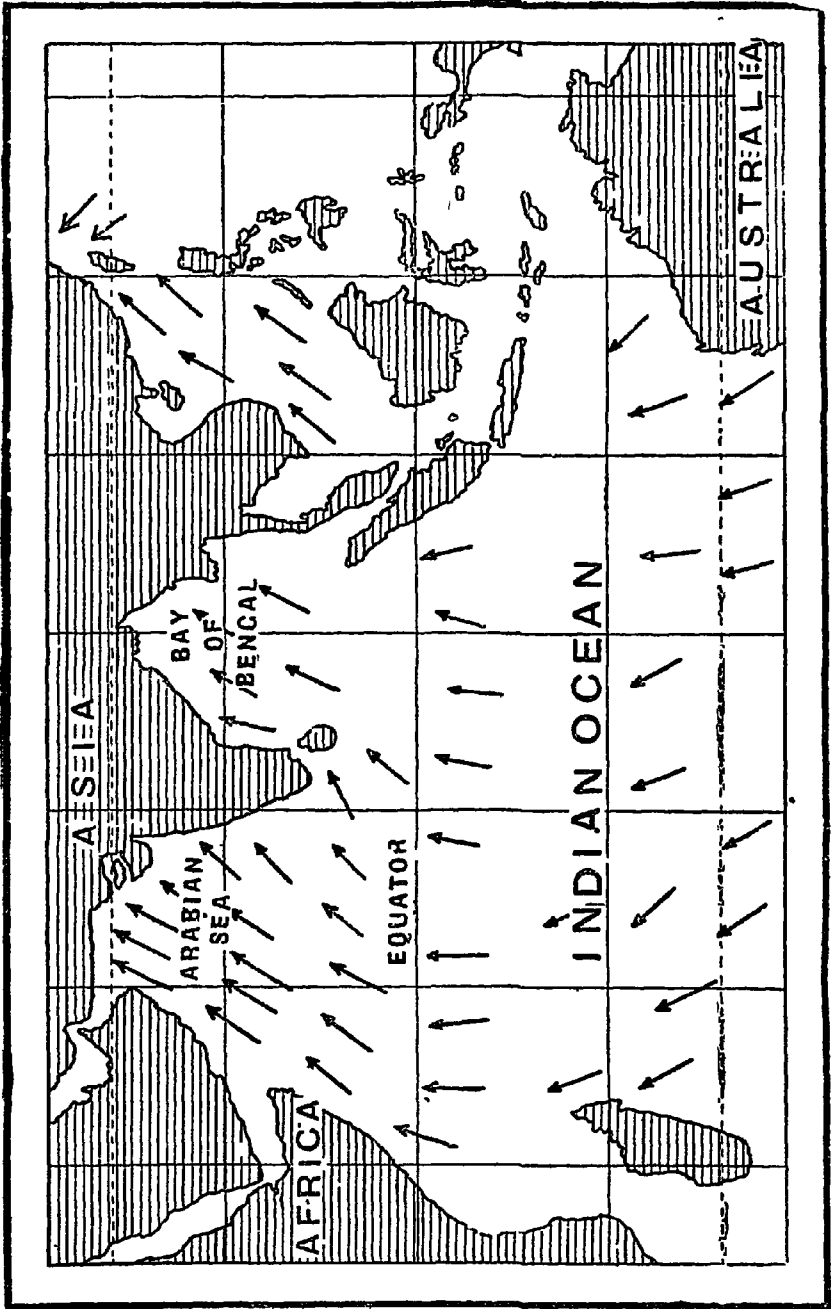 ASIA
BAY
OF
BENGAL
ARABIAN
SEA
AFRICA
EQUATOR
INDIAN OCEAN
AUSTRALIA